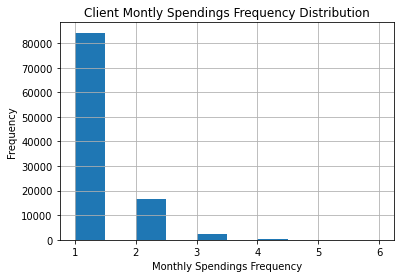 Client Montly Spendings Frequency Distribution
80000
70000
60000
50000
40000
30000
20000
10000
0
Frequency
1 2 3 4 5 6
Monthly Spendings Frequency